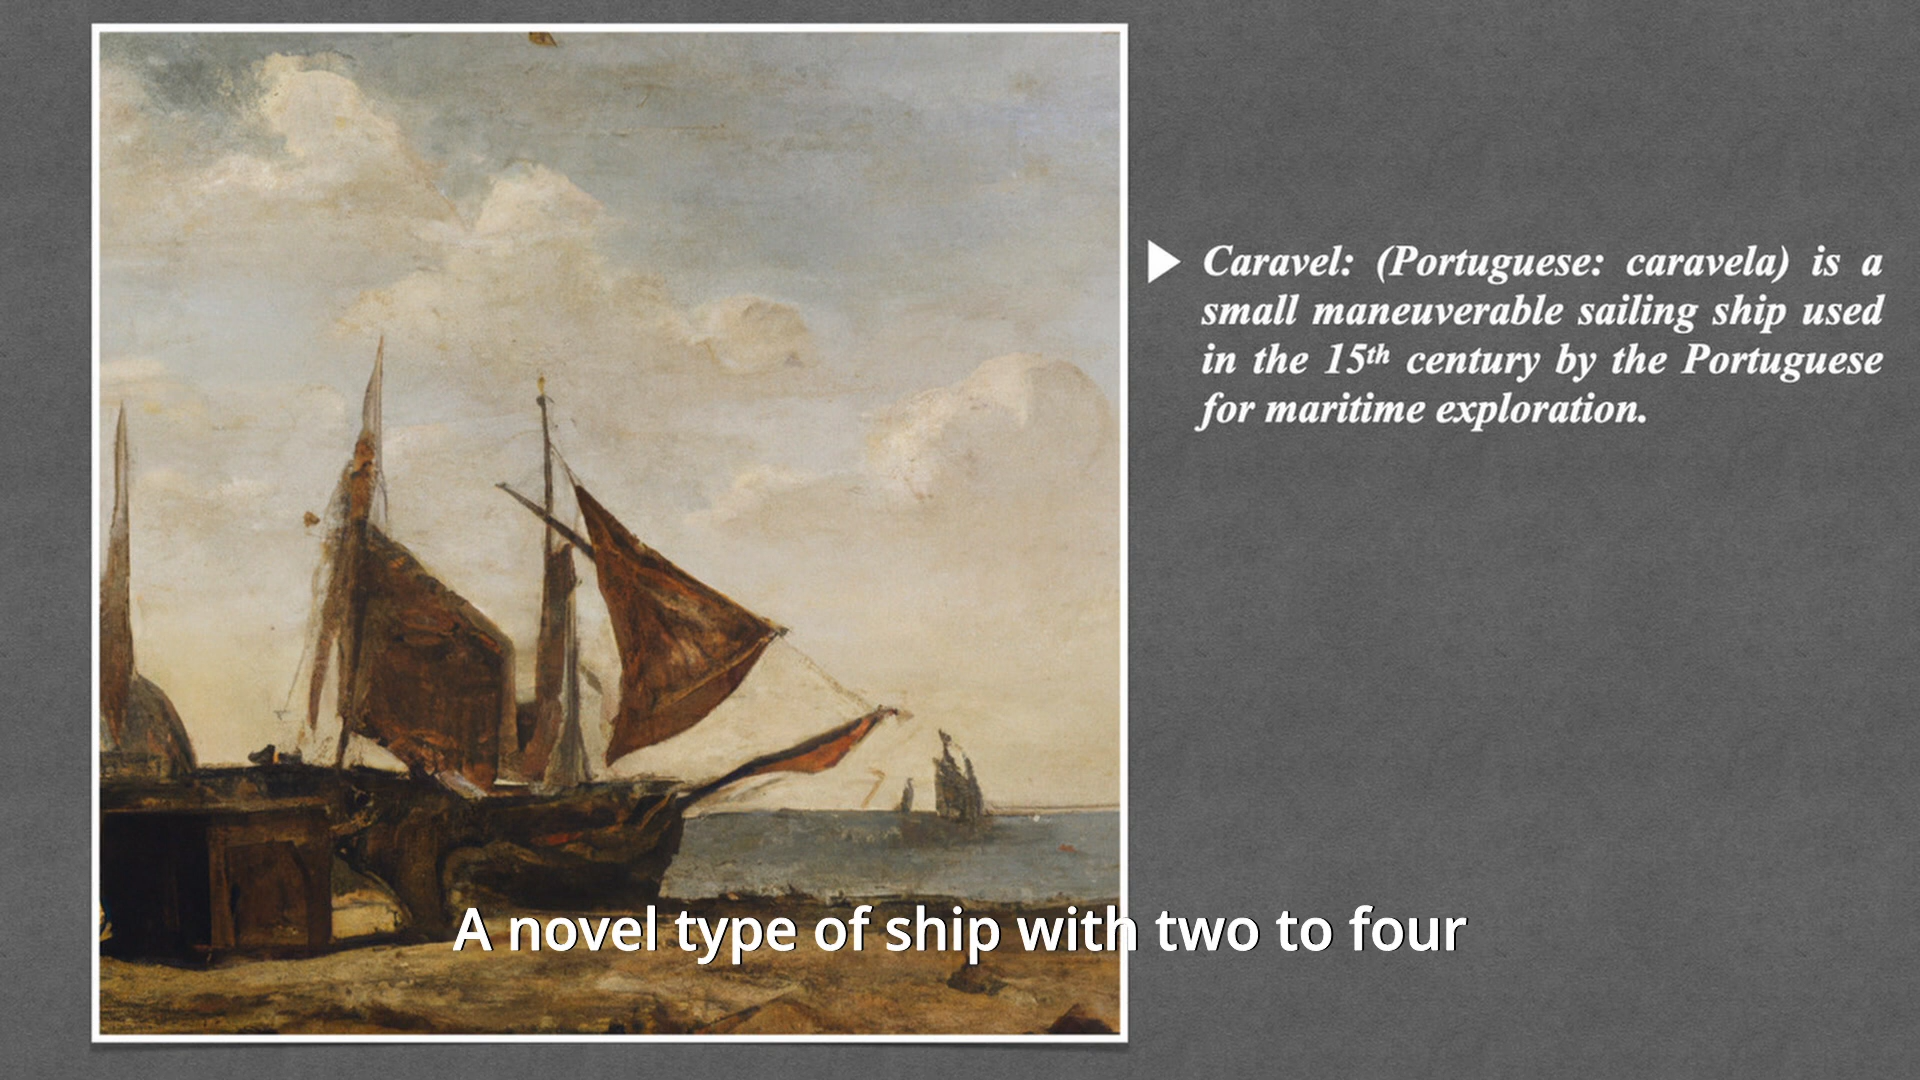 Caravel: (Portuguese: caravela) is a
small maneuverable sailing ship used
in the 15th century by the Portuguese
for maritime exploration.
A novel type of ship with two to four